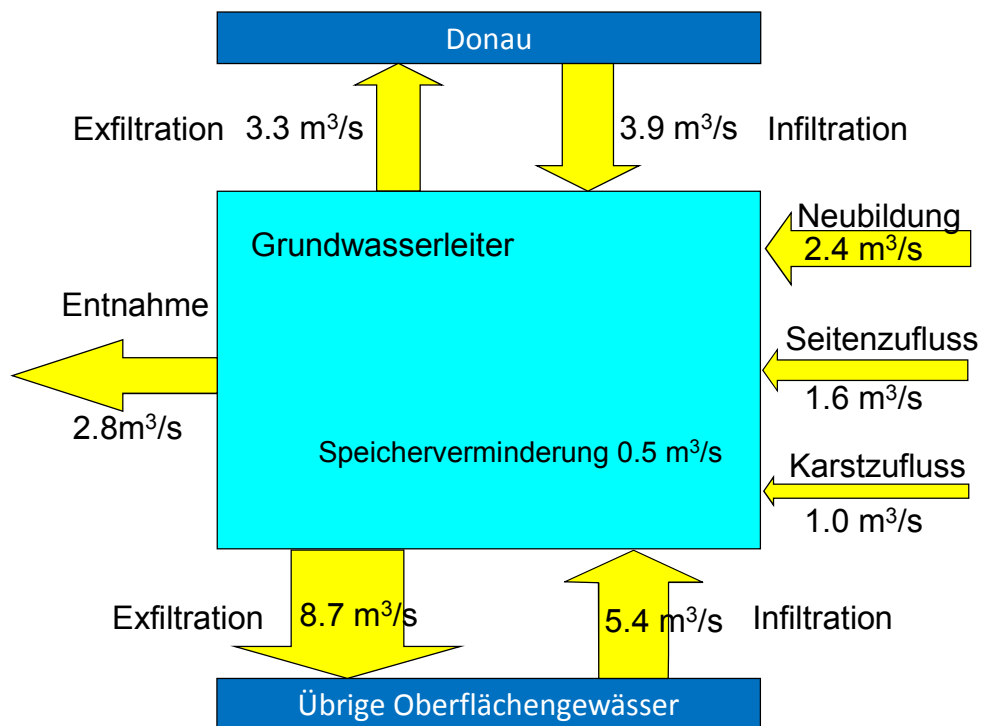 Donau
Exfiltration 3.3 m³/s
3.9 m³/s Infiltration
Neubildung
2.4 m³/s
Grundwasserleiter
Entnahme
2.8m³/s
Seitenzufluss
1.6 m³/s
Speicherverminderung 0.5 m³/s
Karstzufluss
1.0 m³/s
Exfiltration 8.7 m³/s
5.4 m³/s Infiltration
Übrige Oberflächengewässer